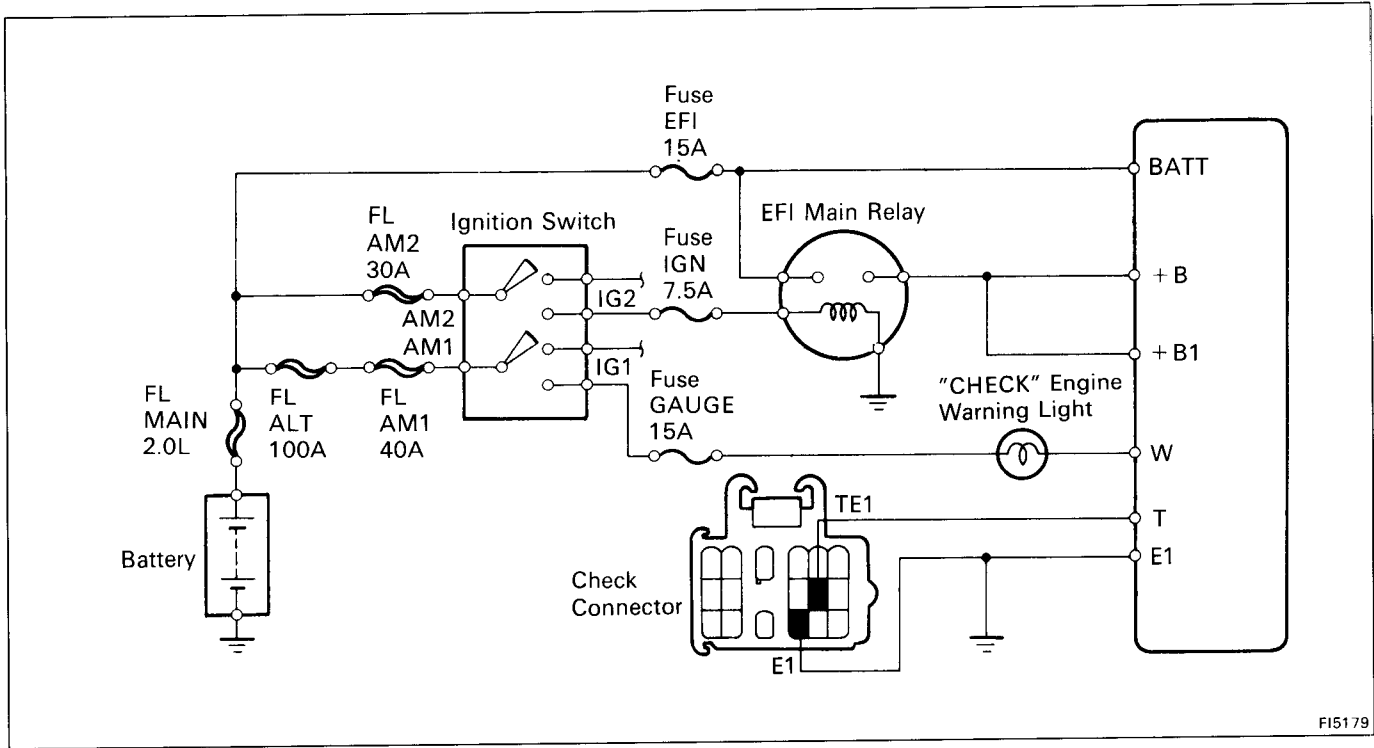 Fuse
EFI
15A
BATT
FL
AM2
30A
Ignition Switch
Fuse
IGN
7.5A
EFI Main Relay
+B
IG2
AM2
AM1
IG1
+B1
FL
MAIN
2.0L
FL
ALT
100A
FL
AM1
40A
Fuse
GAUGE
15A
"CHECK" Engine
Warning Light
W
TE1
T
Battery
Check
Connector
E1
E1
FI5179